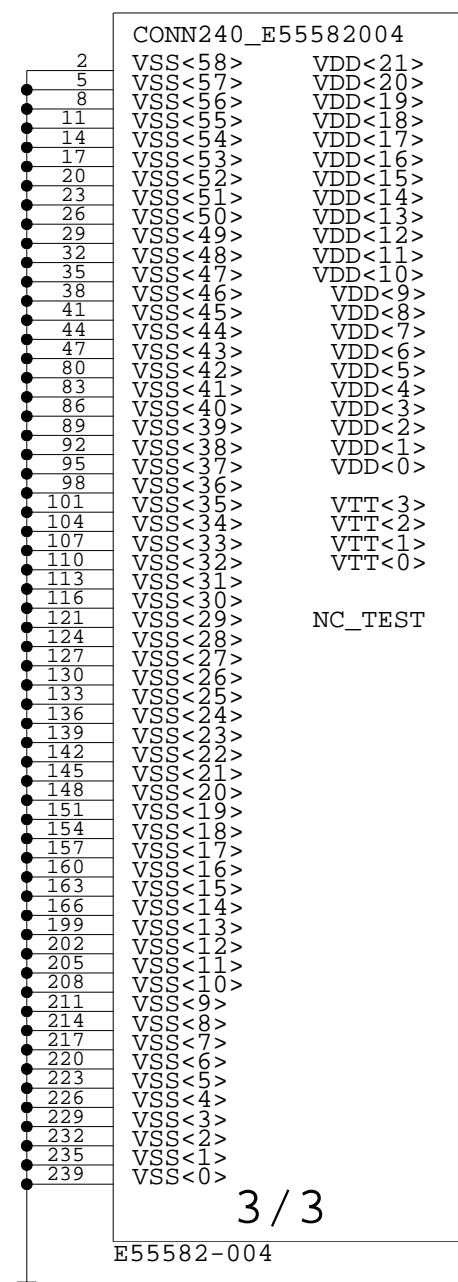 CONN240_E55582004
2 VSS<58> VDD<21>
5 VSS<57> VDD<20>
8 VSS<56> VDD<19>
11 VSS<55> VDD<18>
14 VSS<54> VDD<17>
17 VSS<53> VDD<16>
20 VSS<52> VDD<15>
23 VSS<51> VDD<14>
26 VSS<50> VDD<13>
29 VSS<49> VDD<12>
32 VSS<48> VDD<11>
35 VSS<47> VDD<10>
38 VSS<46> VDD<9>
41 VSS<45> VDD<8>
44 VSS<44> VDD<7>
47 VSS<43> VDD<6>
80 VSS<42> VDD<5>
83 VSS<41> VDD<4>
86 VSS<40> VDD<3>
89 VSS<39> VDD<2>
92 VSS<38> VDD<1>
95 VSS<37> VDD<0>
98 VSS<36>
101 VSS<35> VTT<3>
104 VSS<34> VTT<2>
107 VSS<33> VTT<1>
110 VSS<32> VTT<0>
113 VSS<31>
116 VSS<30>
121 VSS<29> NC_TEST
124 VSS<28>
127 VSS<27>
130 VSS<26>
133 VSS<25>
136 VSS<24>
139 VSS<23>
142 VSS<22>
145 VSS<21>
148 VSS<20>
151 VSS<19>
154 VSS<18>
157 VSS<17>
160 VSS<16>
163 VSS<15>
166 VSS<14>
199 VSS<13>
202 VSS<12>
205 VSS<11>
208 VSS<10>
211 VSS<9>
214 VSS<8>
217 VSS<7>
220 VSS<6>
223 VSS<5>
226 VSS<4>
229 VSS<3>
232 VSS<2>
235 VSS<1>
239 VSS<0>
3/3
E55582-004